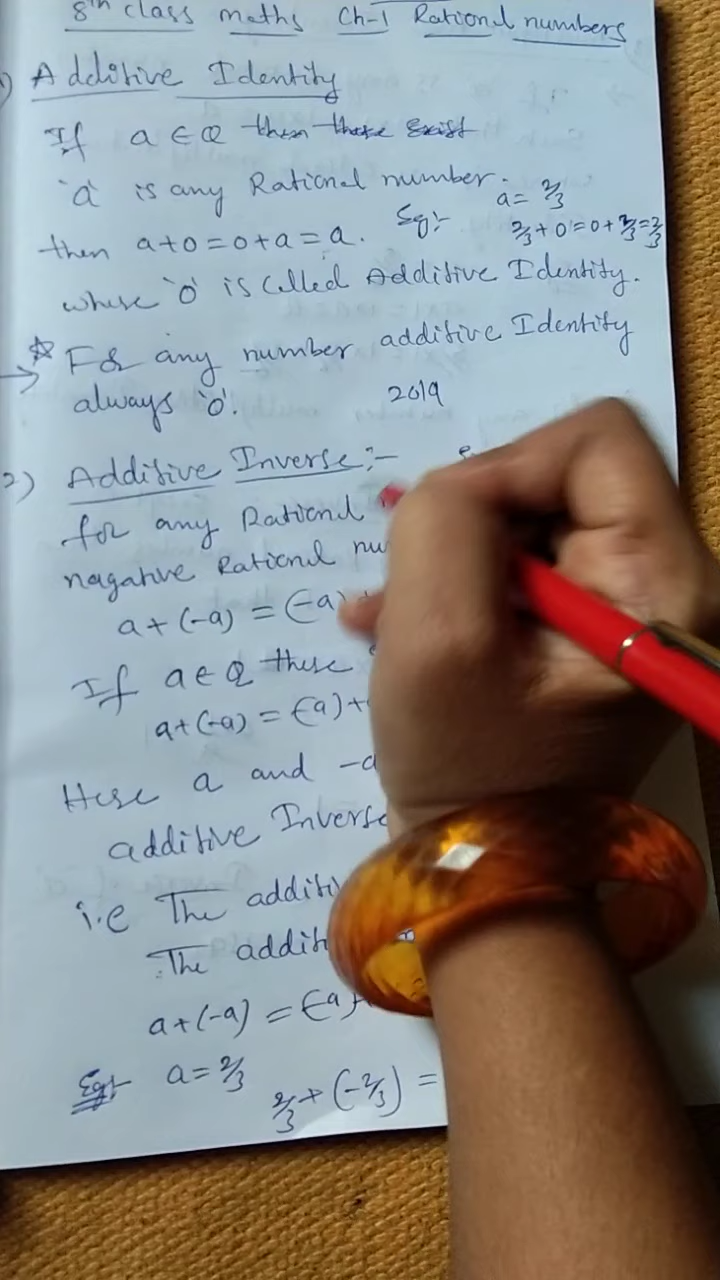 8th class maths Ch-1 Rational numbers
1) Additive Identity
If a ∈ Q then there exist
'a' is any Rational number.
then a+0=0+a=a. Eg:- a = 2/3
2/3+0=0+2/3=2/3
where 'o' is called Additive Identity.
For any number additive Identity
always 'o'.
2019
2) Additive Inverse:-
for any Rational
nagative Rational nu
a+(-a) = (-a)
If a ∈ Q there
a+(-a) = (-a)+
Here a and -a
additive Inverse
i.e The additi
The addit
a+(-a) = (-a)+
Eg:- a = 2/3
2/3+(-2/3) =